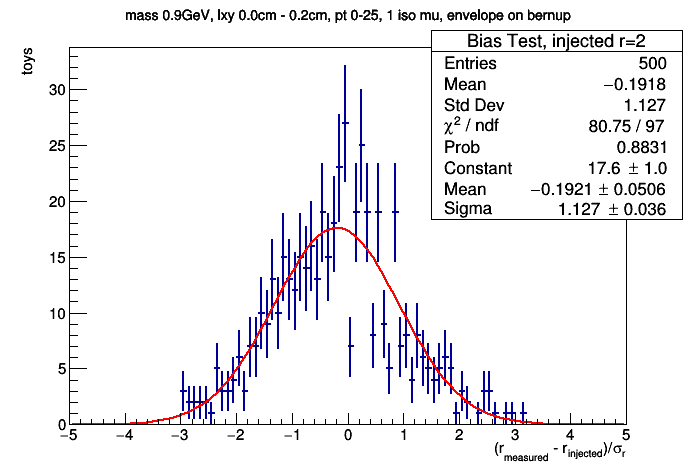 mass 0.9GeV, lxy 0.0cm - 0.2cm, pt 0-25, 1 iso mu, envelope on bernup
Bias Test, injected r=2
Entries 500
Mean −0.1918
Std Dev 1.127
χ² / ndf 80.75 / 97
Prob 0.8831
Constant 17.6 ± 1.0
Mean −0.1921 ± 0.0506
Sigma 1.127 ± 0.036
toys
30
25
20
15
10
5
0
−5 −4 −3 −2 −1 0 1 2 3 4 5
(r measured - r injected)/σr